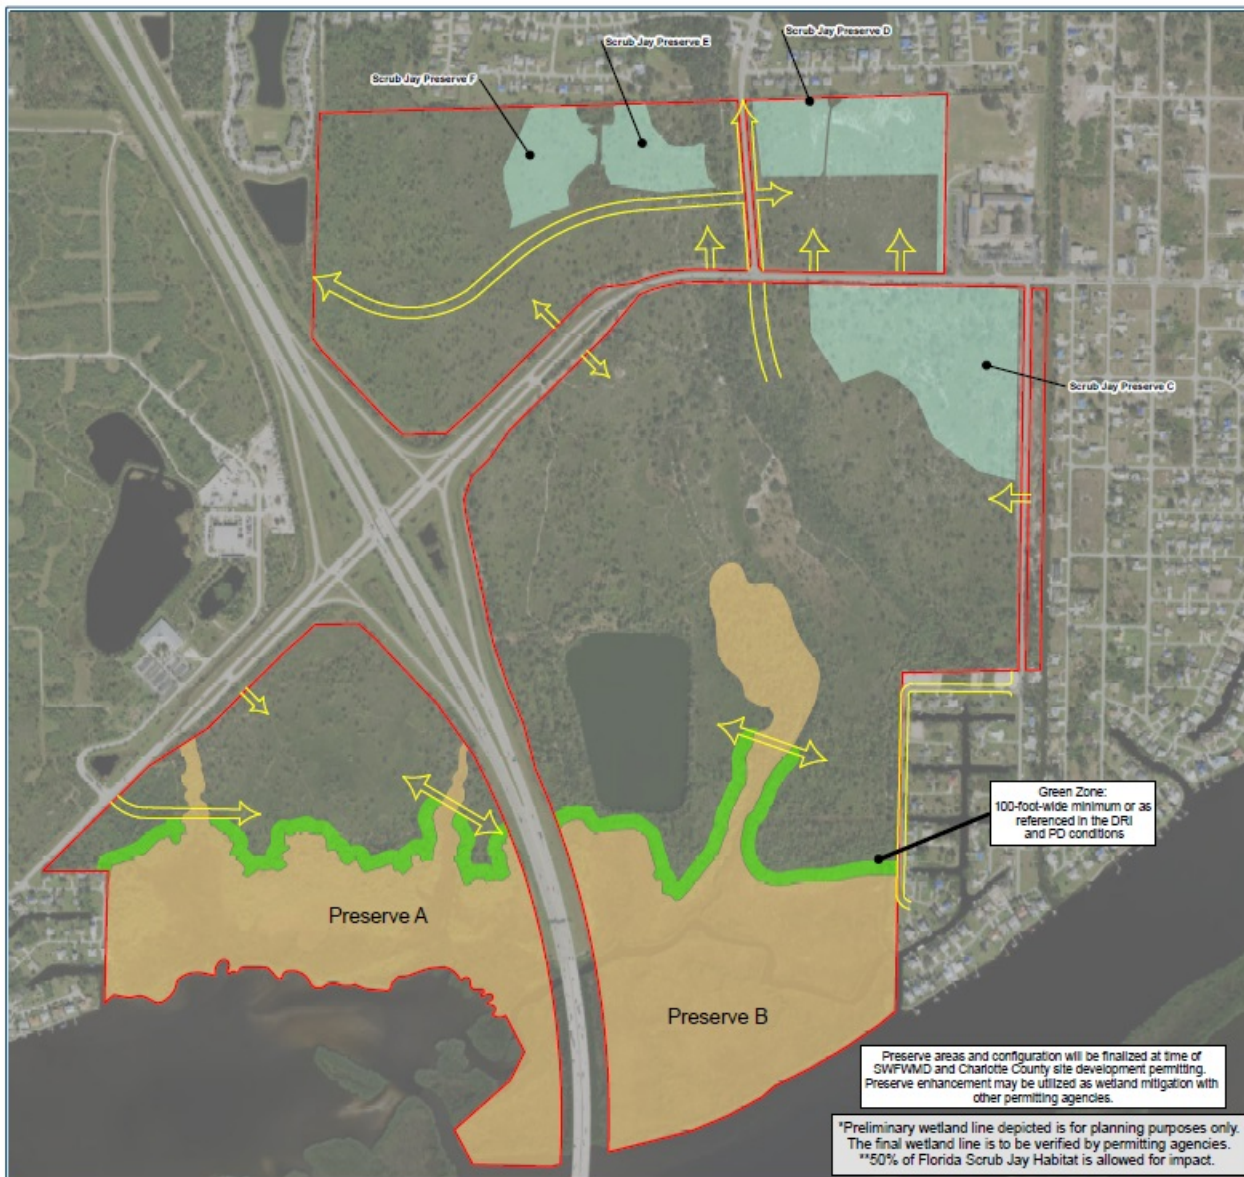 Scrub Jay Preserve D
Scrub Jay Preserve E
Scrub Jay Preserve F
Scrub Jay Preserve C
Green Zone:
100-foot-wide minimum or as
referenced in the DRI
and PD conditions
Preserve A
Preserve B
Preserve areas and configuration will be finalized at time of
SWFWMD and Charlotte County site development permitting.
Preserve enhancement may be utilized as wetland mitigation with
other permitting agencies.
*Preliminary wetland line depicted is for planning purposes only.
The final wetland line is to be verified by permitting agencies.
**50% of Florida Scrub Jay Habitat is allowed for impact.